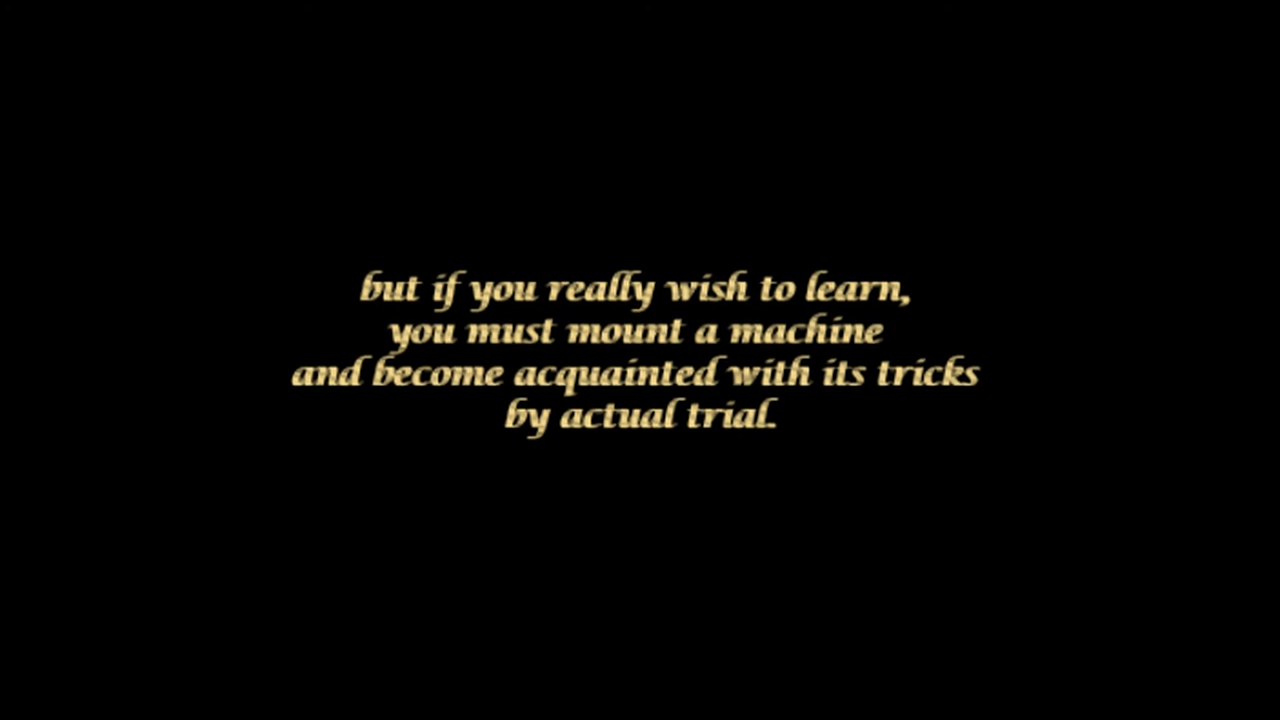 but if you really wish to learn,
you must mount a machine
and become acquainted with its tricks
by actual trial.